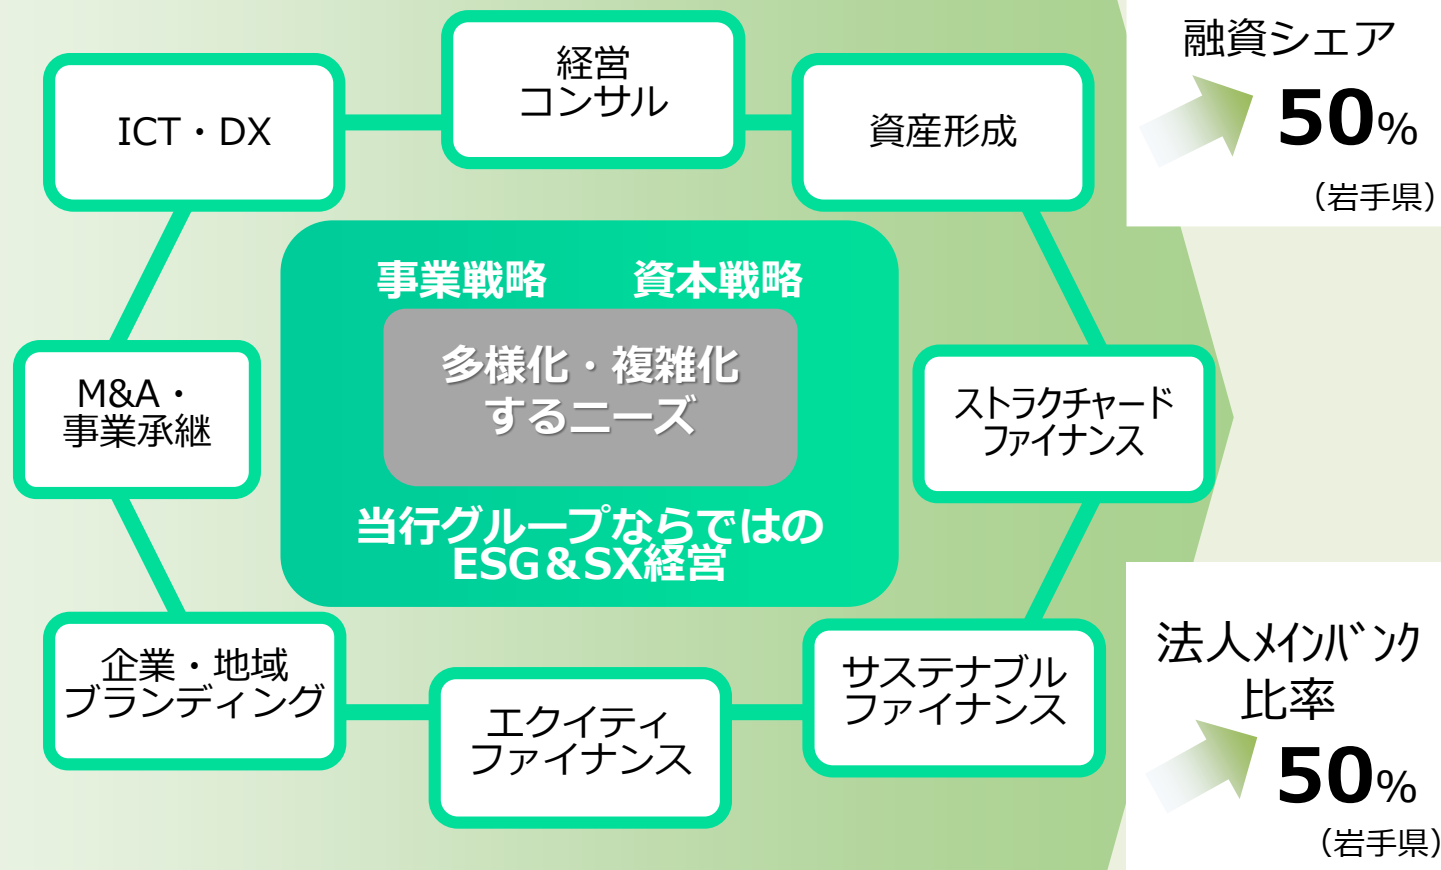 経営
コンサル
ICT・DX
資産形成
融資シェア
50%
（岩手県）
事業戦略　資本戦略
多様化・複雑化
するニーズ
当行グループならではの
ESG＆SX経営
M&A・
事業承継
ストラクチャード
ファイナンス
企業・地域
ブランディング
エクイティ
ファイナンス
サステナブル
ファイナンス
法人ﾒｲﾝﾊﾞﾝｸ
比率
50%
（岩手県）